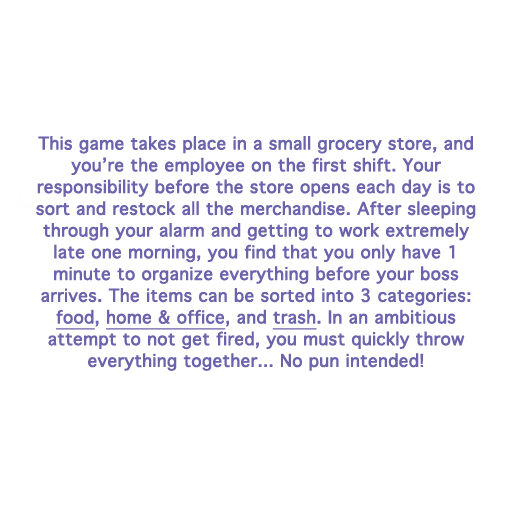 This game takes place in a small grocery store, and
you’re the employee on the first shift. Your
responsibility before the store opens each day is to
sort and restock all the merchandise. After sleeping
through your alarm and getting to work extremely
late one morning, you find that you only have 1
minute to organize everything before your boss
arrives. The items can be sorted into 3 categories:
food, home & office, and trash. In an ambitious
attempt to not get fired, you must quickly throw
everything together... No pun intended!